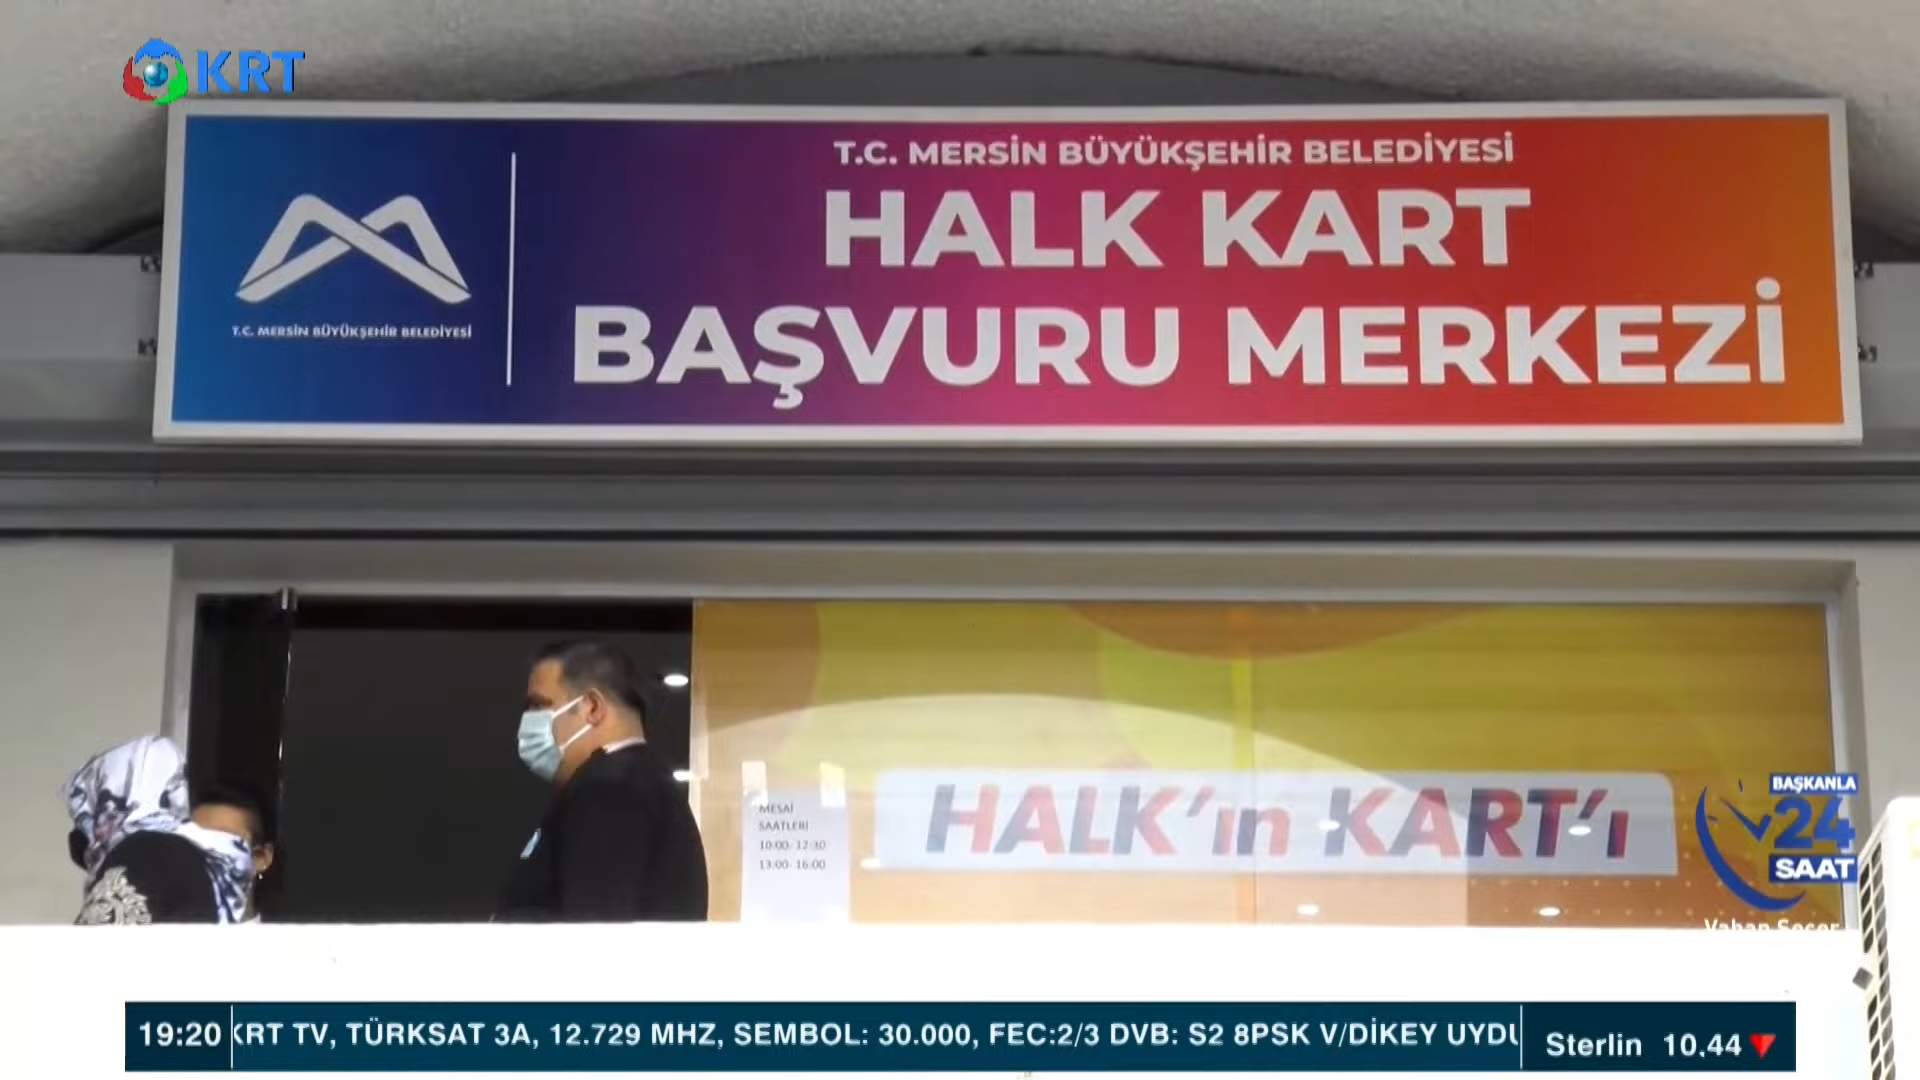 KRT
T.C. MERSİN BÜYÜKŞEHİR BELEDİYESİ
HALK KART
BAŞVURU MERKEZİ
T.C. MERSİN BÜYÜKŞEHİR BELEDİYESİ
MESAİ
SAATLERİ
10:00- 12:30
13:00- 16:00
HALK'ın KART'ı
BAŞKANLA
24
SAAT
Vahap Seçer
19:20
KRT TV, TÜRKSAT 3A, 12.729 MHZ, SEMBOL: 30.000, FEC:2/3 DVB: S2 8PSK V/DİKEY UYDU
Sterlin 10,44